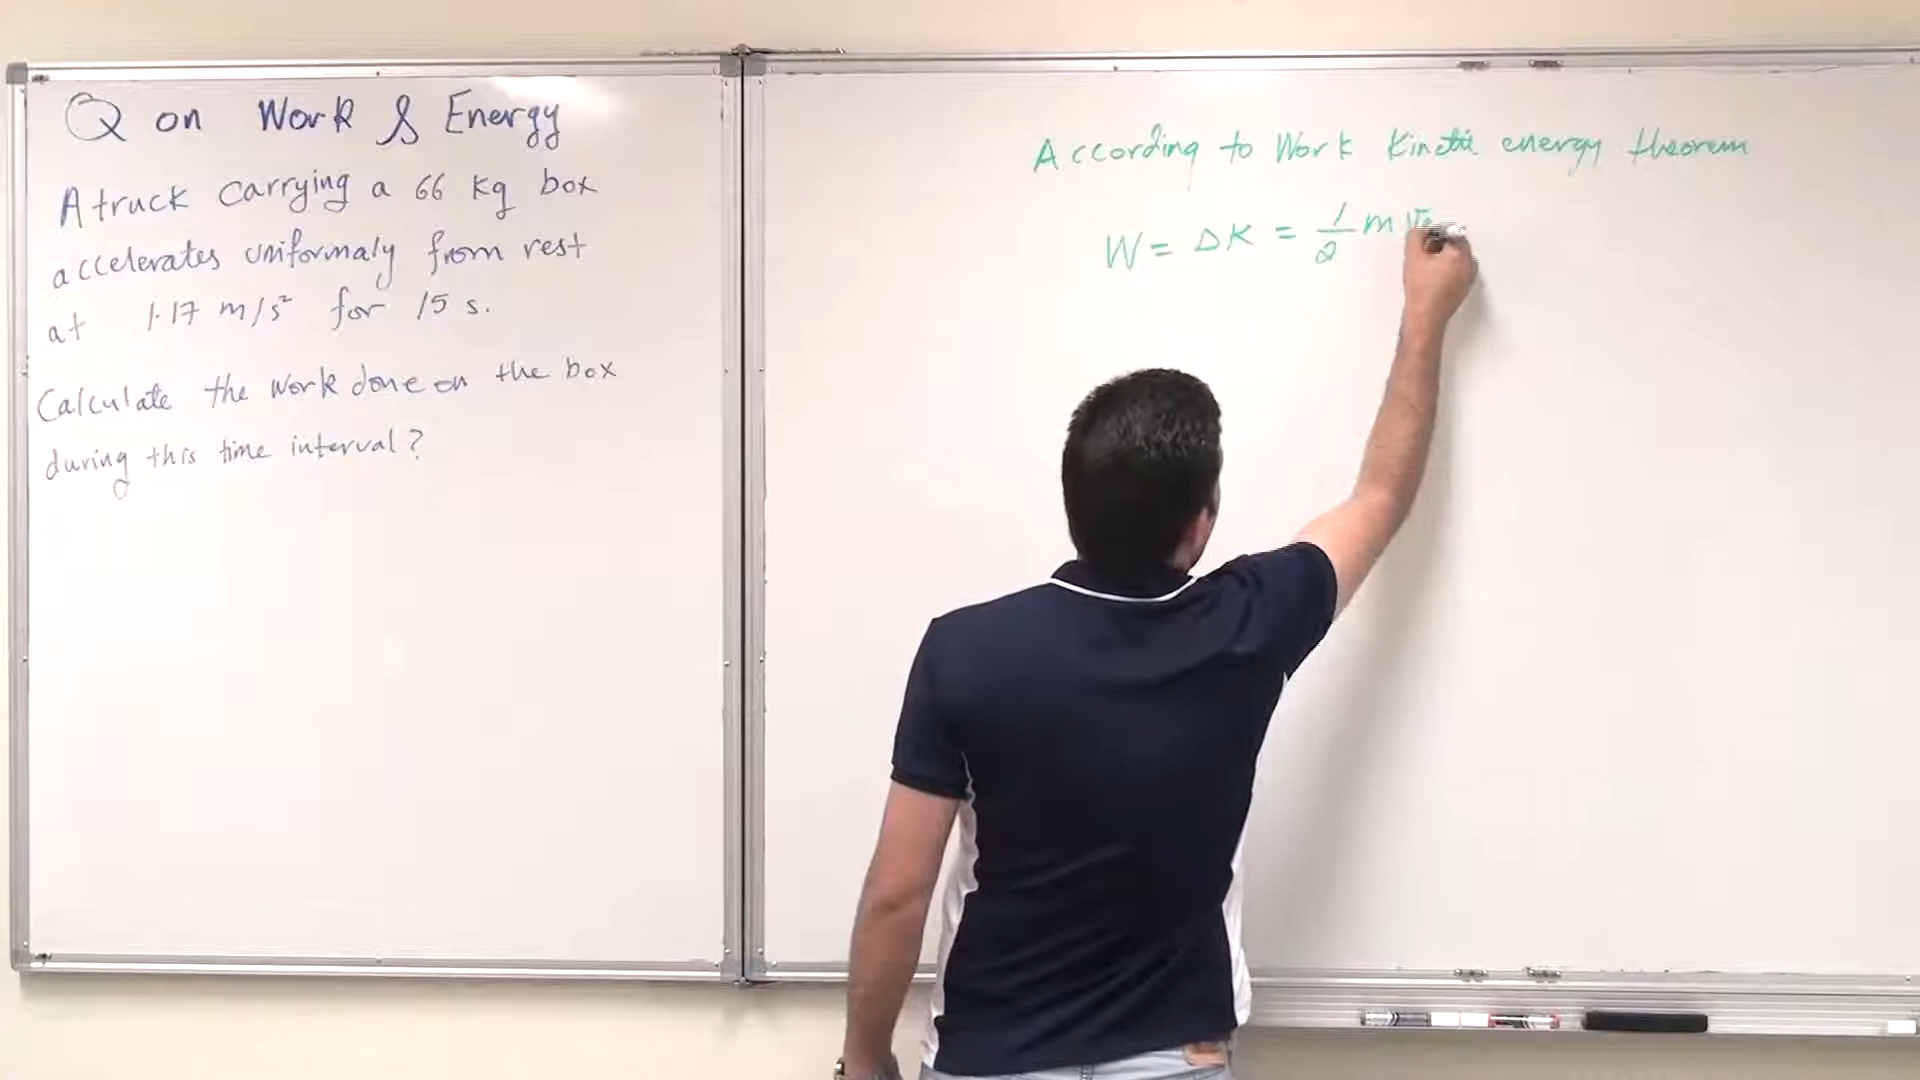 Q on Work & Energy
A truck carrying a 66 kg box
accelerates uniformaly from rest
at 1.17 m/s² for 15 s.
Calculate the work done on the box
during this time interval?
According to Work Kinetic energy theorem
W = ΔK = 1/2 m